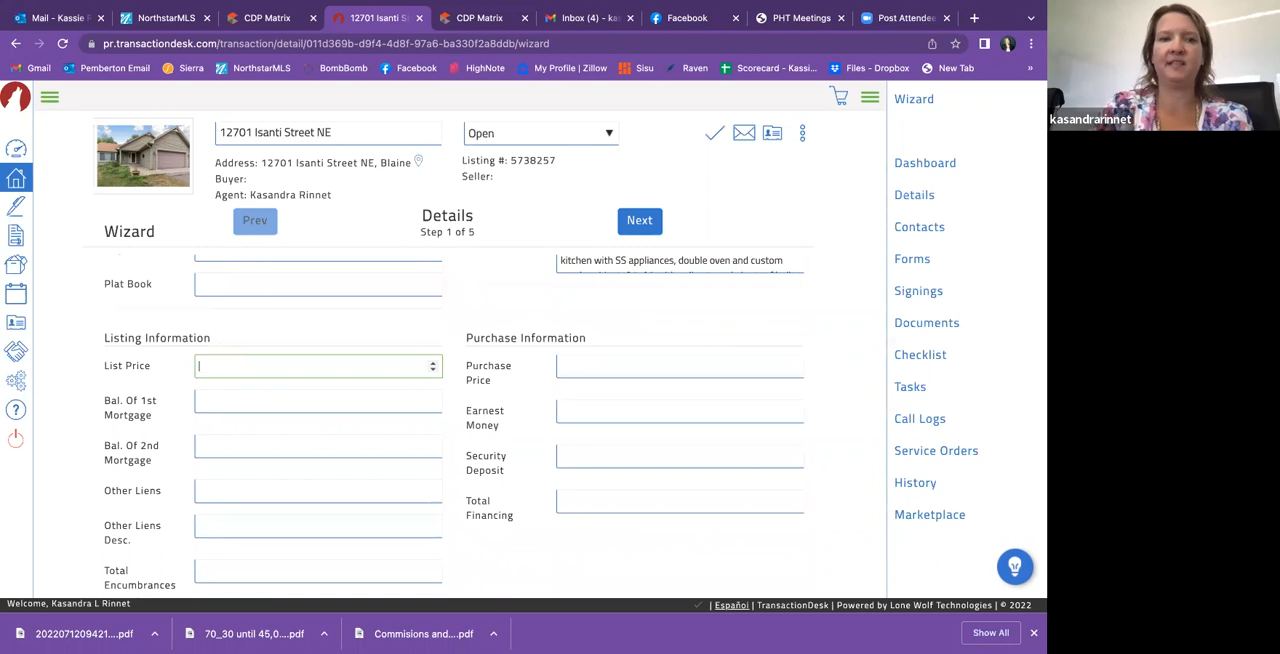 Mail - Kassie R
NorthstarMLS
CDP Matrix
12701 Isanti S
CDP Matrix
Inbox (4) - ka
Facebook
PHT Meetings
Post Attende
pr.transactiondesk.com/transaction/detail/011d369b-d9f4-4d8f-97a6-ba330f2a8ddb/wizard
Gmail
Pemberton Email
Sierra
NorthstarMLS
BombBomb
Facebook
HighNote
My Profile | Zillow
Sisu
Raven
Scorecard - Kassi...
Files - Dropbox
New Tab
»
kasandrarinnet
12701 Isanti Street NE
Open
Address: 12701 Isanti Street NE, Blaine
Buyer:
Agent: Kasandra Rinnet
Listing #: 5738257
Seller:
Wizard
Prev
Details
Step 1 of 5
Next
kitchen with SS appliances, double oven and custom
Plat Book
Listing Information
List Price
Bal. Of 1st
Mortgage
Bal. Of 2nd
Mortgage
Other Liens
Other Liens
Desc.
Total
Encumbrances
Purchase Information
Purchase
Price
Earnest
Money
Security
Deposit
Total
Financing
Wizard
Dashboard
Details
Contacts
Forms
Signings
Documents
Checklist
Tasks
Call Logs
Service Orders
History
Marketplace
Welcome, Kasandra L Rinnet
| Español | TransactionDesk | Powered by Lone Wolf Technologies | © 2022
2022071209421....pdf
70_30 until 45,0....pdf
Commisions and....pdf
Show All